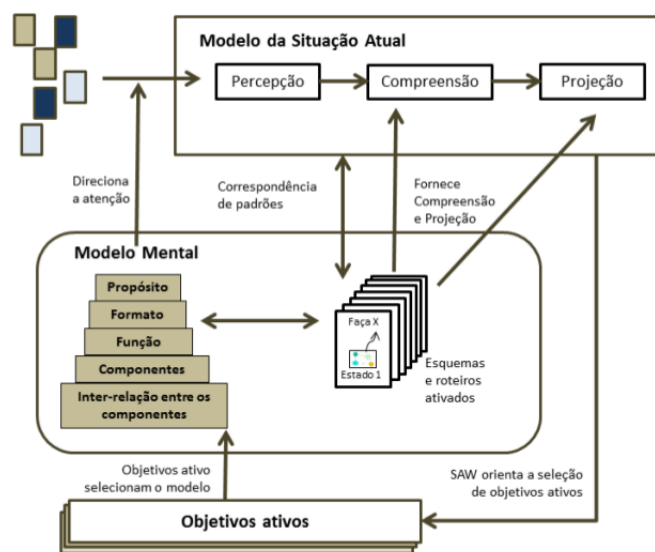 Modelo da Situação Atual
Percepção
Compreensão
Projeção
Direciona
a atenção
Correspondência
de padrões
Fornece
Compreensão
e Projeção
Modelo Mental
Propósito
Formato
Função
Componentes
Inter-relação entre os
componentes
Faça X
Estado 1
Esquemas
e roteiros
ativados
Objetivos ativo
selecionam o modelo
SAW orienta a seleção
de objetivos ativos
Objetivos ativos